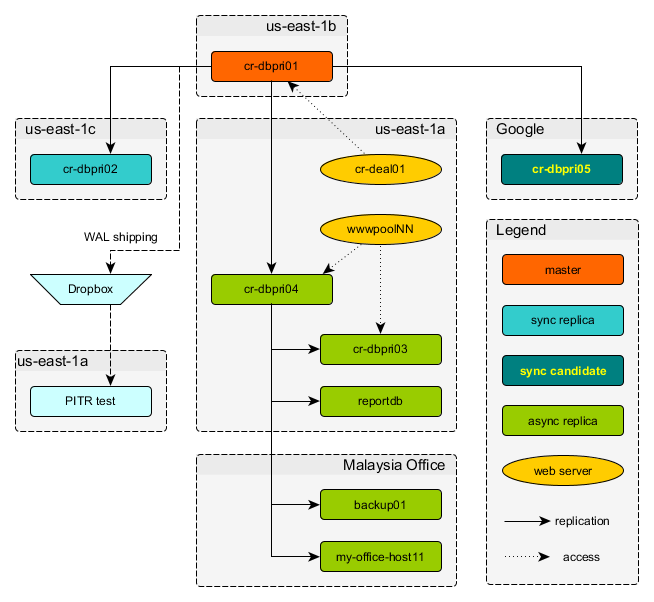 us-east-1b
cr-dbpri01
us-east-1c
cr-dbpri02
us-east-1a
cr-deal01
wwwpoolNN
cr-dbpri04
cr-dbpri03
reportdb
Google
cr-dbpri05
WAL shipping
Dropbox
us-east-1a
PITR test
Malaysia Office
backup01
my-office-host11
Legend
master
sync replica
sync candidate
async replica
web server
replication
access